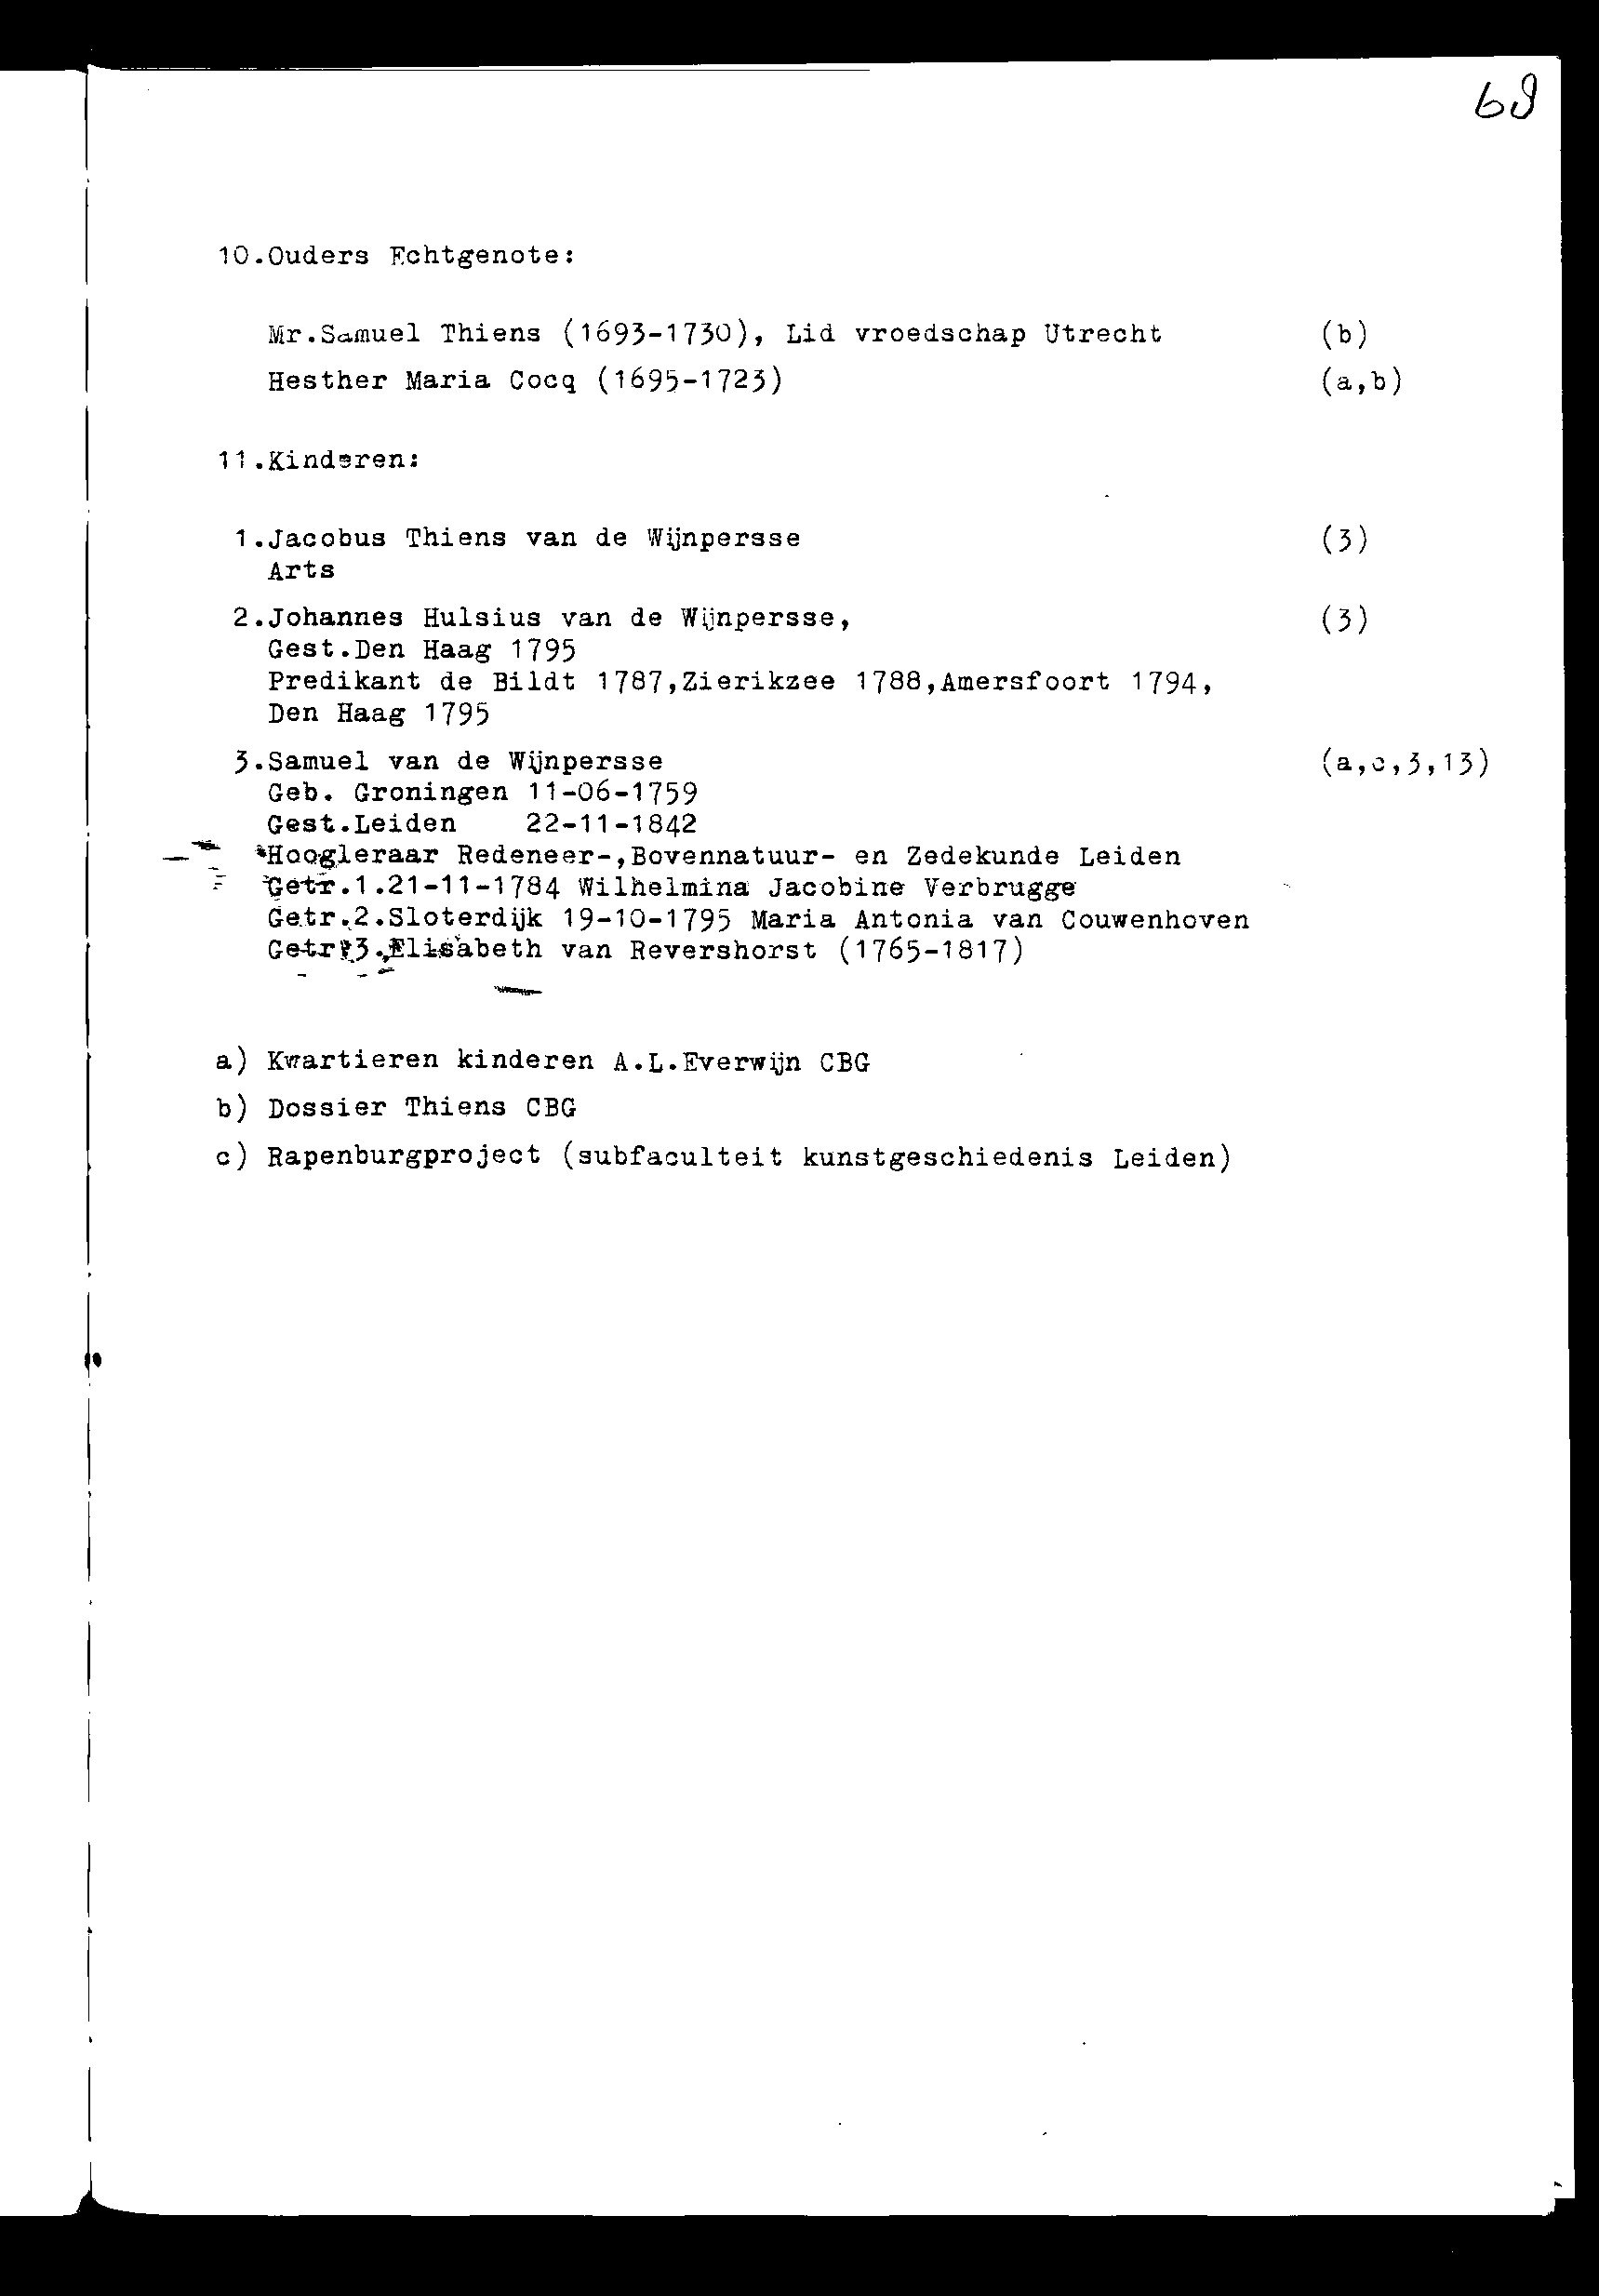 69
10.Ouders Echtgenote:
Mr.Samuel Thiens (1693-1730), Lid vroedschap Utrecht (b)
Hesther Maria Cocq (1695-1723) (a,b)
11.Kinderen:
1.Jacobus Thiens van de Wijnpersse (3)
Arts
2.Johannes Hulsius van de Wijnpersse, (3)
Gest.Den Haag 1795
Predikant de Bildt 1787,Zierikzee 1788,Amersfoort 1794,
Den Haag 1795
3.Samuel van de Wijnpersse (a,c,3,13)
Geb. Groningen 11-06-1759
Gest.Leiden 22-11-1842
Hoogleraar Redeneer-,Bovennatuur- en Zedekunde Leiden
Getr.1.21-11-1784 Wilhelmina Jacobine Verbrugge
Getr.2.Sloterdijk 19-10-1795 Maria Antonia van Couwenhoven
Getr.3.Elisabeth van Revershorst (1765-1817)
a) Kwartieren kinderen A.L.Everwijn CBG
b) Dossier Thiens CBG
c) Rapenburgproject (subfaculteit kunstgeschiedenis Leiden)